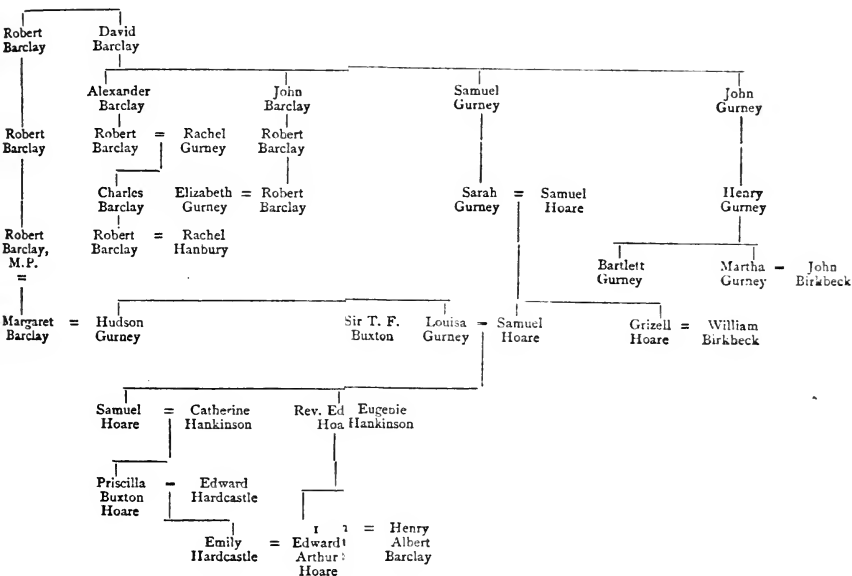 Robert David
Barclay Barclay
Alexander John Samuel John
Barclay Barclay Gurney Gurney
Robert Robert = Rachel Robert
Barclay Barclay Gurney Barclay
Charles Elizabeth = Robert Sarah = Samuel Henry
Barclay Gurney Barclay Gurney Hoare Gurney
Robert Robert = Rachel
Barclay, Barclay Hanbury
M.P.
=
Bartlett Martha = John
Gurney Gurney Birkbeck
Margaret = Hudson Sir T. F. Louisa = Samuel Grizell = William
Barclay Gurney Buxton Gurney Hoare Hoare Birkbeck
Samuel = Catherine Rev. Ed Eugenie
Hoare Hankinson Hoa Hankinson
Priscilla = Edward
Buxton Hardcastle
Hoare
Emily = Edward = Henry
Hardcastle Arthur Albert
Hoare Barclay